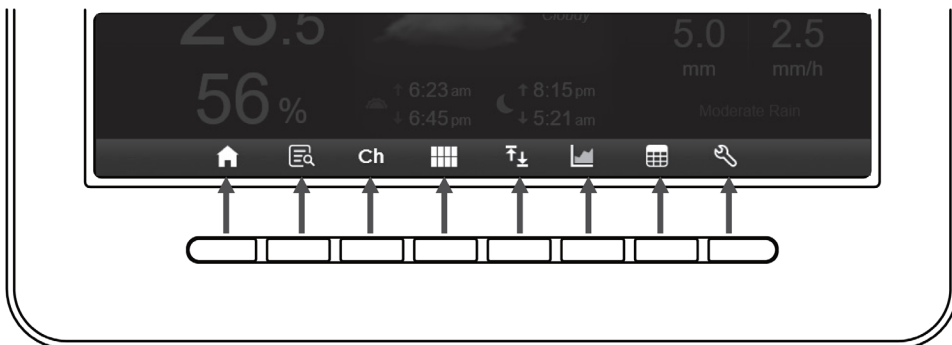 23.5
Cloudy
5.0 2.5
mm mm/h
56 %
↑ 6:23 am ↑ 8:15 pm
↓ 6:45 pm ↓ 5:21 am
Moderate Rain
Ch